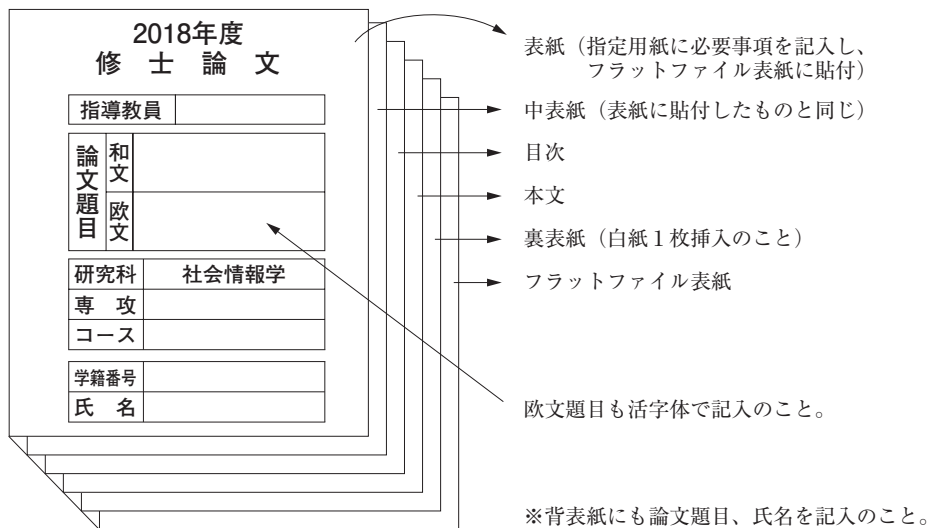 2018年度
修 士 論 文
指導教員
論文題目
和文
欧文
研究科 社会情報学
専 攻
コース
学籍番号
氏 名
表紙（指定用紙に必要事項を記入し、
フラットファイル表紙に貼付）
中表紙（表紙に貼付したものと同じ）
目次
本文
裏表紙（白紙１枚挿入のこと）
フラットファイル表紙
欧文題目も活字体で記入のこと。
※背表紙にも論文題目、氏名を記入のこと。